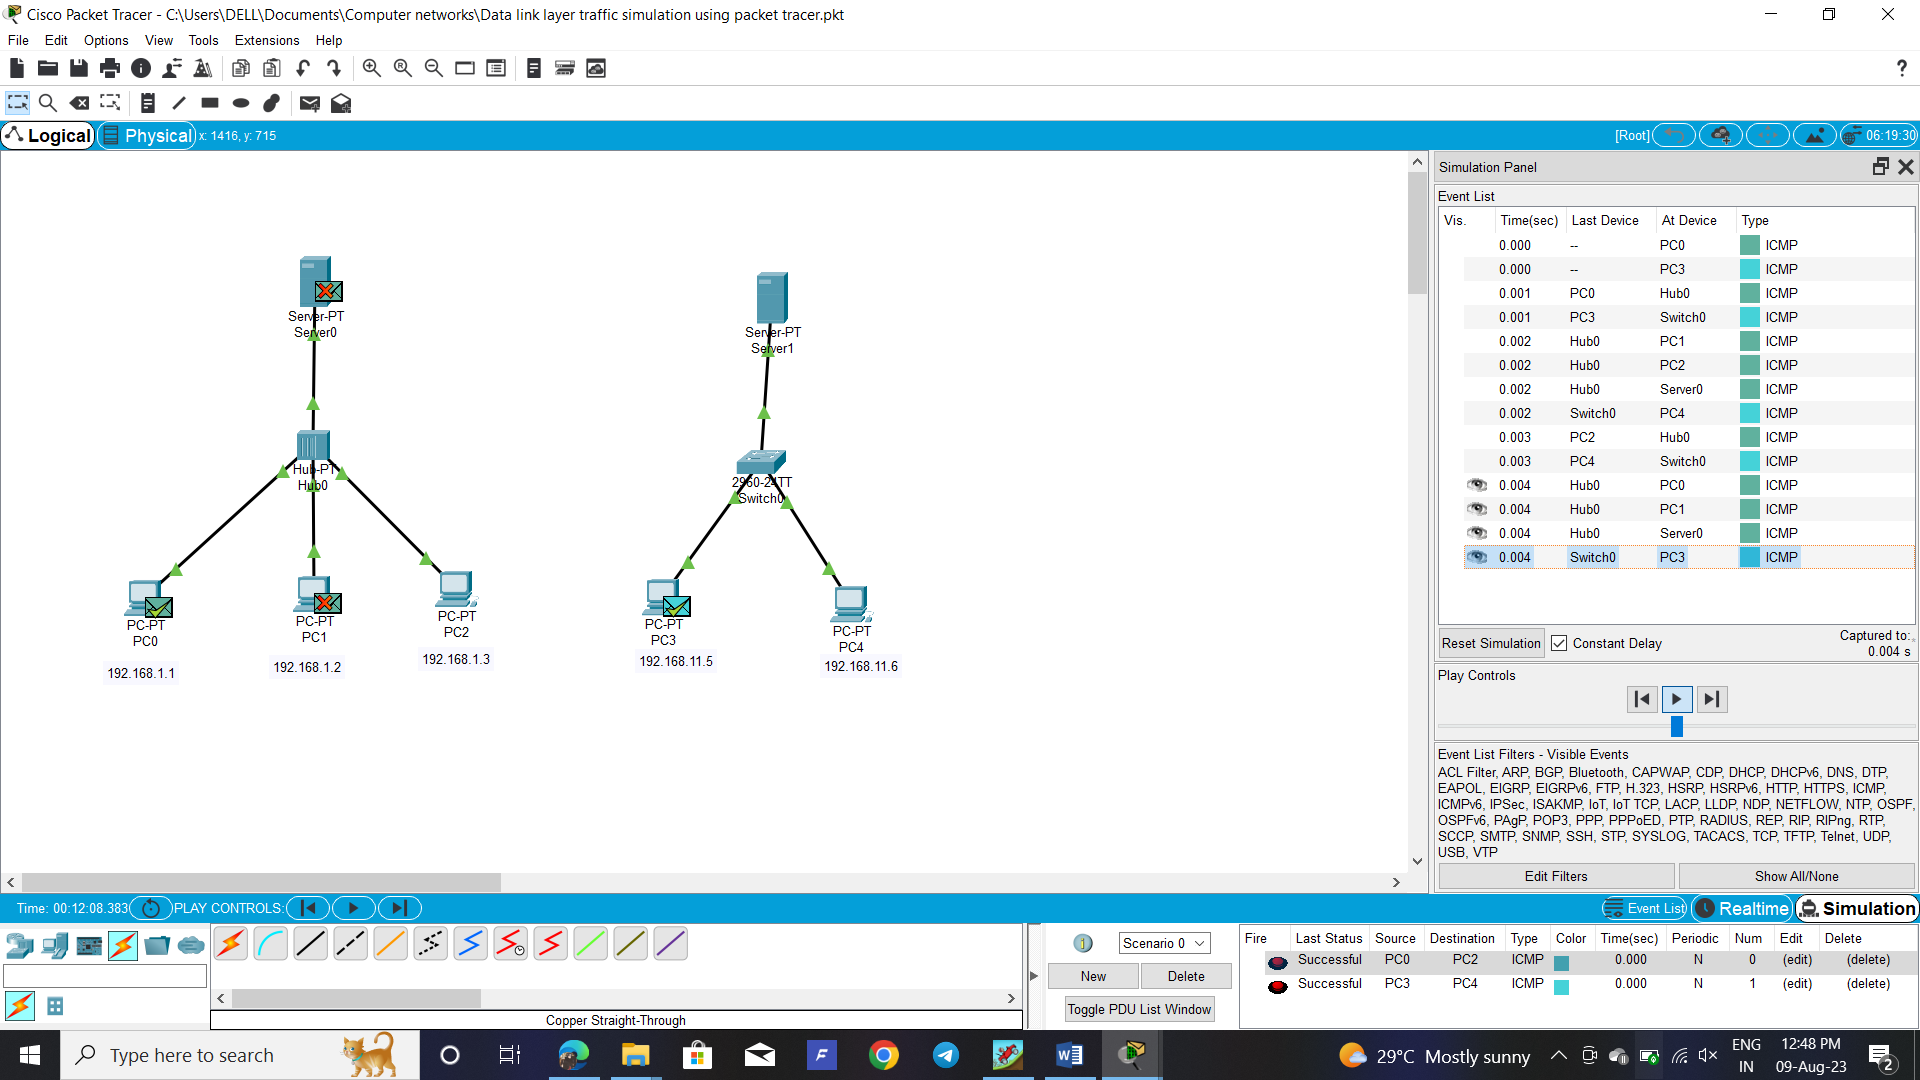 Cisco Packet Tracer - C:\Users\DELL\Documents\Computer networks\Data link layer traffic simulation using packet tracer.pkt
File Edit Options View Tools Extensions Help
?
Logical Physical x: 1416, y: 715 [Root] 06:19:30
Simulation Panel
Event List
Vis. Time(sec) Last Device At Device Type
0.000 -- PC0 ICMP
0.000 -- PC3 ICMP
0.001 PC0 Hub0 ICMP
0.001 PC3 Switch0 ICMP
0.002 Hub0 PC1 ICMP
0.002 Hub0 PC2 ICMP
0.002 Hub0 Server0 ICMP
0.002 Switch0 PC4 ICMP
0.003 PC2 Hub0 ICMP
0.003 PC4 Switch0 ICMP
0.004 Hub0 PC0 ICMP
0.004 Hub0 PC1 ICMP
0.004 Hub0 Server0 ICMP
0.004 Switch0 PC3 ICMP
Reset Simulation Constant Delay Captured to:
0.004 s
Play Controls
Event List Filters - Visible Events
ACL Filter, ARP, BGP, Bluetooth, CAPWAP, CDP, DHCP, DHCPv6, DNS, DTP,
EAPOL, EIGRP, EIGRPv6, FTP, H.323, HSRP, HSRPv6, HTTP, HTTPS, ICMP,
ICMPv6, IPSec, ISAKMP, IoT, IoT TCP, LACP, LLDP, NDP, NETFLOW, NTP, OSPF,
OSPFv6, PAgP, POP3, PPP, PPPoED, PTP, RADIUS, REP, RIP, RIPng, RTP,
SCCP, SMTP, SNMP, SSH, STP, SYSLOG, TACACS, TCP, TFTP, Telnet, UDP,
USB, VTP
Edit Filters Show All/None
Server-PT
Server0
Hub-PT
Hub0
PC-PT
PC0
192.168.1.1
PC-PT
PC1
192.168.1.2
PC-PT
PC2
192.168.1.3
Server-PT
Server1
2960-24TT
Switch0
PC-PT
PC3
192.168.11.5
PC-PT
PC4
192.168.11.6
Time: 00:12:08.383 PLAY CONTROLS: Event List Realtime Simulation
Copper Straight-Through
1 Scenario 0
New Delete
Toggle PDU List Window
Fire Last Status Source Destination Type Color Time(sec) Periodic Num Edit Delete
Successful PC0 PC2 ICMP 0.000 N 0 (edit) (delete)
Successful PC3 PC4 ICMP 0.000 N 1 (edit) (delete)
Type here to search
29°C Mostly sunny
ENG
IN
12:48 PM
09-Aug-23
2